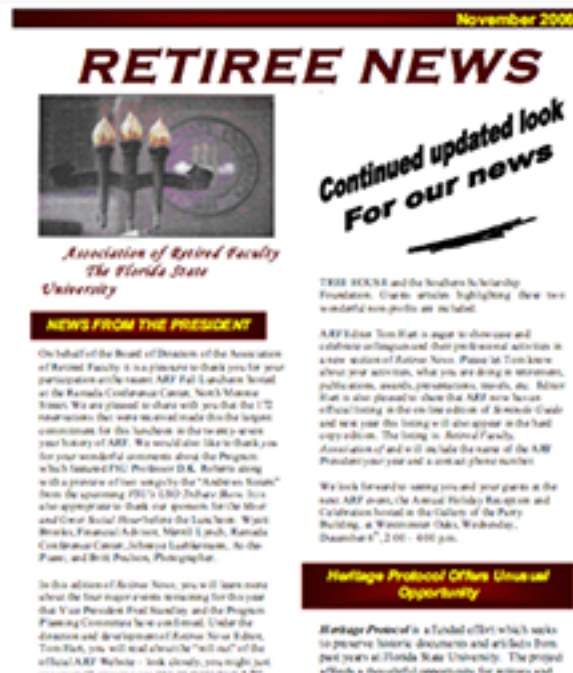 November 2006
RETIREE NEWS
Continued updated look
For our news
Association of Retired Faculty
The Florida State
University
NEWS FROM THE PRESIDENT
On behalf of the Board of Directors of the Association
of Retired Faculty it is a pleasure to thank you for your
participation at the recent ARF Fall Luncheon hosted
at the Ramada Conference Center, North Monroe
Street. We are pleased to share with you that the 172
reservations that were received made this the largest
commitment for this luncheon in the twenty-seven
year history of ARF. We would also like to thank you
for your wonderful comments about the Program
which featured FSU Professor D.R. Roberts along
with a preview of two songs by the "Andrews Sisters"
from the upcoming FSU's USO Debate Show. It is
also appropriate to thank our sponsors for the Meet
and Greet Social Hour before the Luncheon: Wyatt
Brooks, Financial Advisor, Merrill Lynch, Ramada
Conference Center, Johnnye Luebkemann, At-the-
Piano, and Britt Poulson, Photographer.
In this edition of Retiree News, you will learn more
about the four major events remaining for this year
that Vice President Fred Standley and the Program
Planning Committee have confirmed. Under the
direction and development of Retiree News Editor,
Tom Hart, you will read about the "roll out" of the
official ARF Website - look closely, you might just
TREE HOUSE and the Southern Scholarship
Foundation. Guests articles highlighting these two
wonderful non-profits are included.
ARF Editor Tom Hart is eager to showcase and
celebrate colleagues and their professional activities in
a new section of Retiree News. Please let Tom know
about your activities, what you are doing in retirement,
publications, awards, presentations, travels, etc. Editor
Hart is also pleased to share that ARF now has an
official listing in the on-line edition of Seminole Guide
and next year this listing will also appear in the hard
copy edition. The listing is: Retired Faculty,
Association of and will include the name of the ARF
President your year and a contact phone number.
We look forward to seeing you and your guests at the
next ARF event, the Annual Holiday Reception and
Celebration hosted in the Gallery of the Parry
Building, at Westminster Oaks, Wednesday,
December 6th, 2:00 - 4:00 p.m.
Heritage Protocol Offers Unusual
Opportunity
Heritage Protocol is a funded effort which seeks
to preserve historic documents and artifacts from
past years at Florida State University. The project
affords a thoughtful opportunity for retirees and